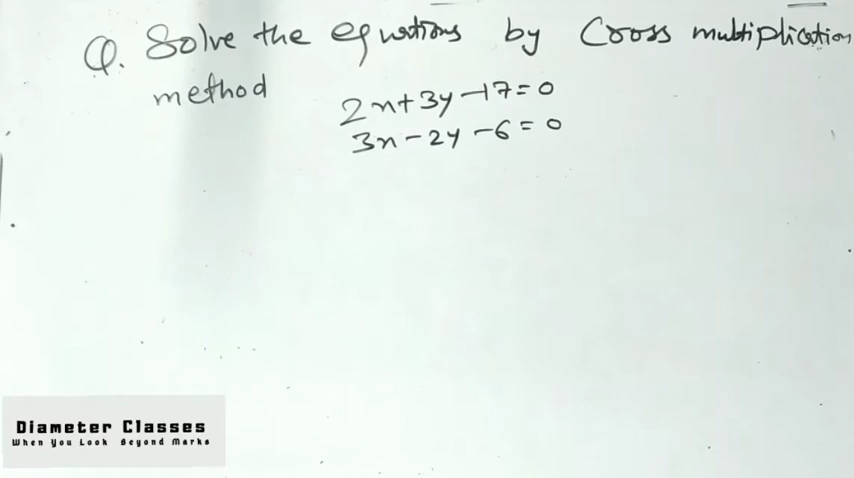 Q. Solve the equations by Cross multiplication
method
2x+3y-17=0
3x-2y-6=0
Diameter Classes
When You Look Beyond Marks